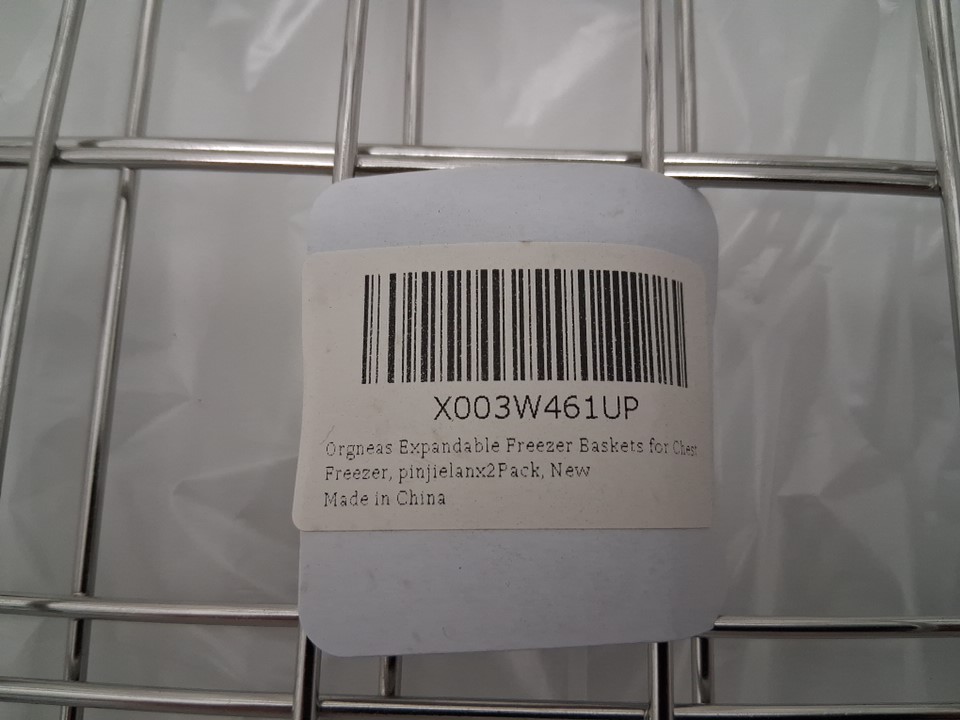 X003W461UP
Orgneas Expandable Freezer Baskets for Chest
Freezer, pinjielanx2Pack, New
Made in China